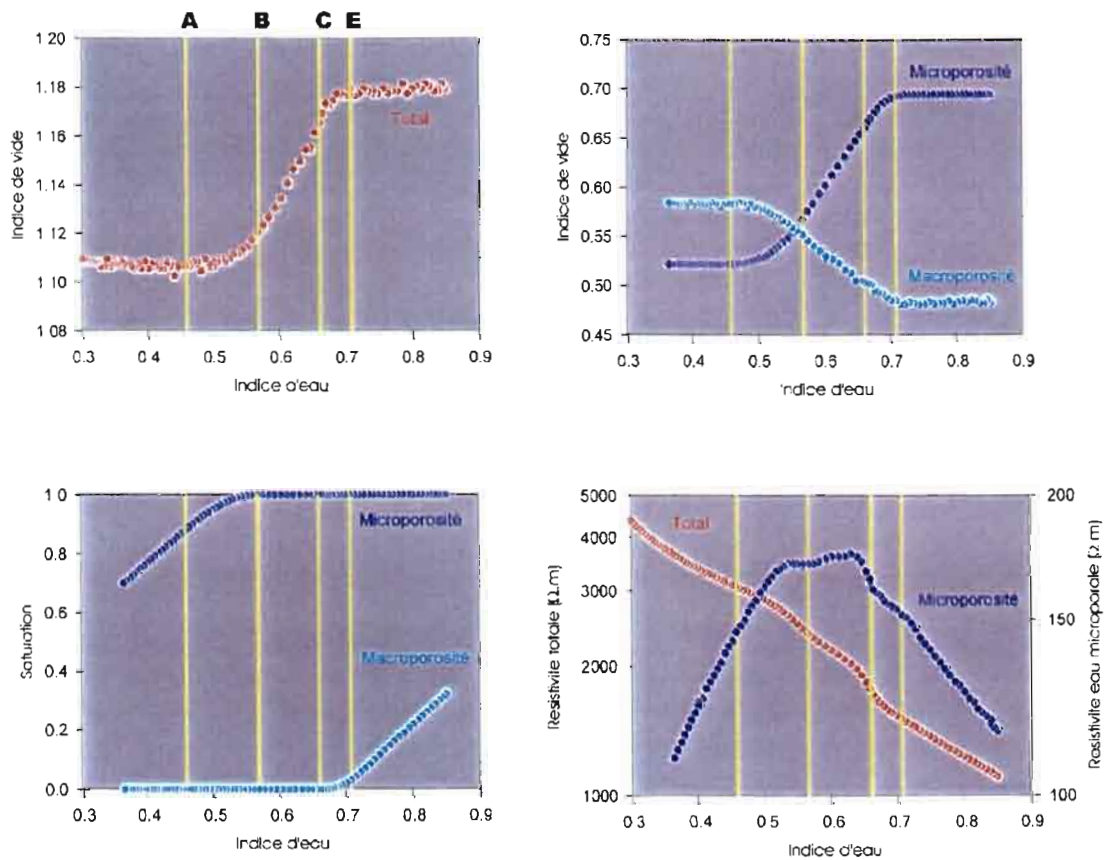 A B C E
1 20
1.18
1.16
1.14
1.12
1.10
1 08
0.3 0.4 0.5 0.6 0.7 0.8 0.9
Indice de vide
Indice d'eau
Total
0.75
0.70
0.65
0.60
0.55
0.50
0.45
0.3 0.4 0.5 0.6 0.7 0.8 0.9
Indice de vide
Indice d'eau
Microporosité
Macroporosité
1 0
0.8
0.6
0.4
0.2
0.0
0.3 0.4 0.5 0.6 0.7 0.8 0.9
Saturation
Indice d'eau
Microporosité
Macroporosité
5000
4000
3000
2000
1000
200
150
100
0 3 0.4 0.5 0.6 0.7 0.8 0.9
Resistivite totale [Ω.m]
Resistivite eau microporale [Ω m]
Indice d'eau
Total
Microporosité